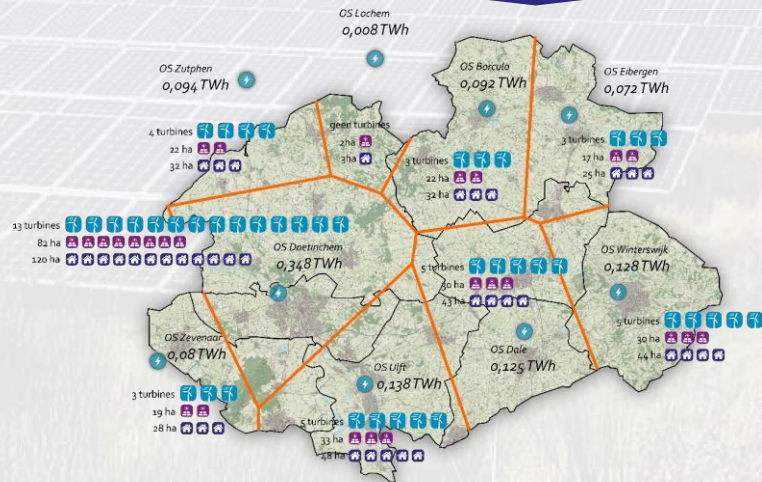 OS Lochem
0,008 TWh
OS Zutphen
0,094 TWh
OS Borculo
0,092 TWh
OS Eibergen
0,072 TWh
4 turbines
22 ha
32 ha
geen turbines
2ha
3ha
3 turbines
22 ha
32 ha
3 turbines
17 ha
25 ha
13 turbines
82 ha
120 ha
OS Doetinchem
0,348 TWh
5 turbines
30 ha
43 ha
OS Winterswijk
0,128 TWh
5 turbines
30 ha
44 ha
OS Zevenaar
0,08 TWh
3 turbines
19 ha
28 ha
OS Ulft
0,138 TWh
5 turbines
33 ha
48 ha
OS Dale
0,125 TWh